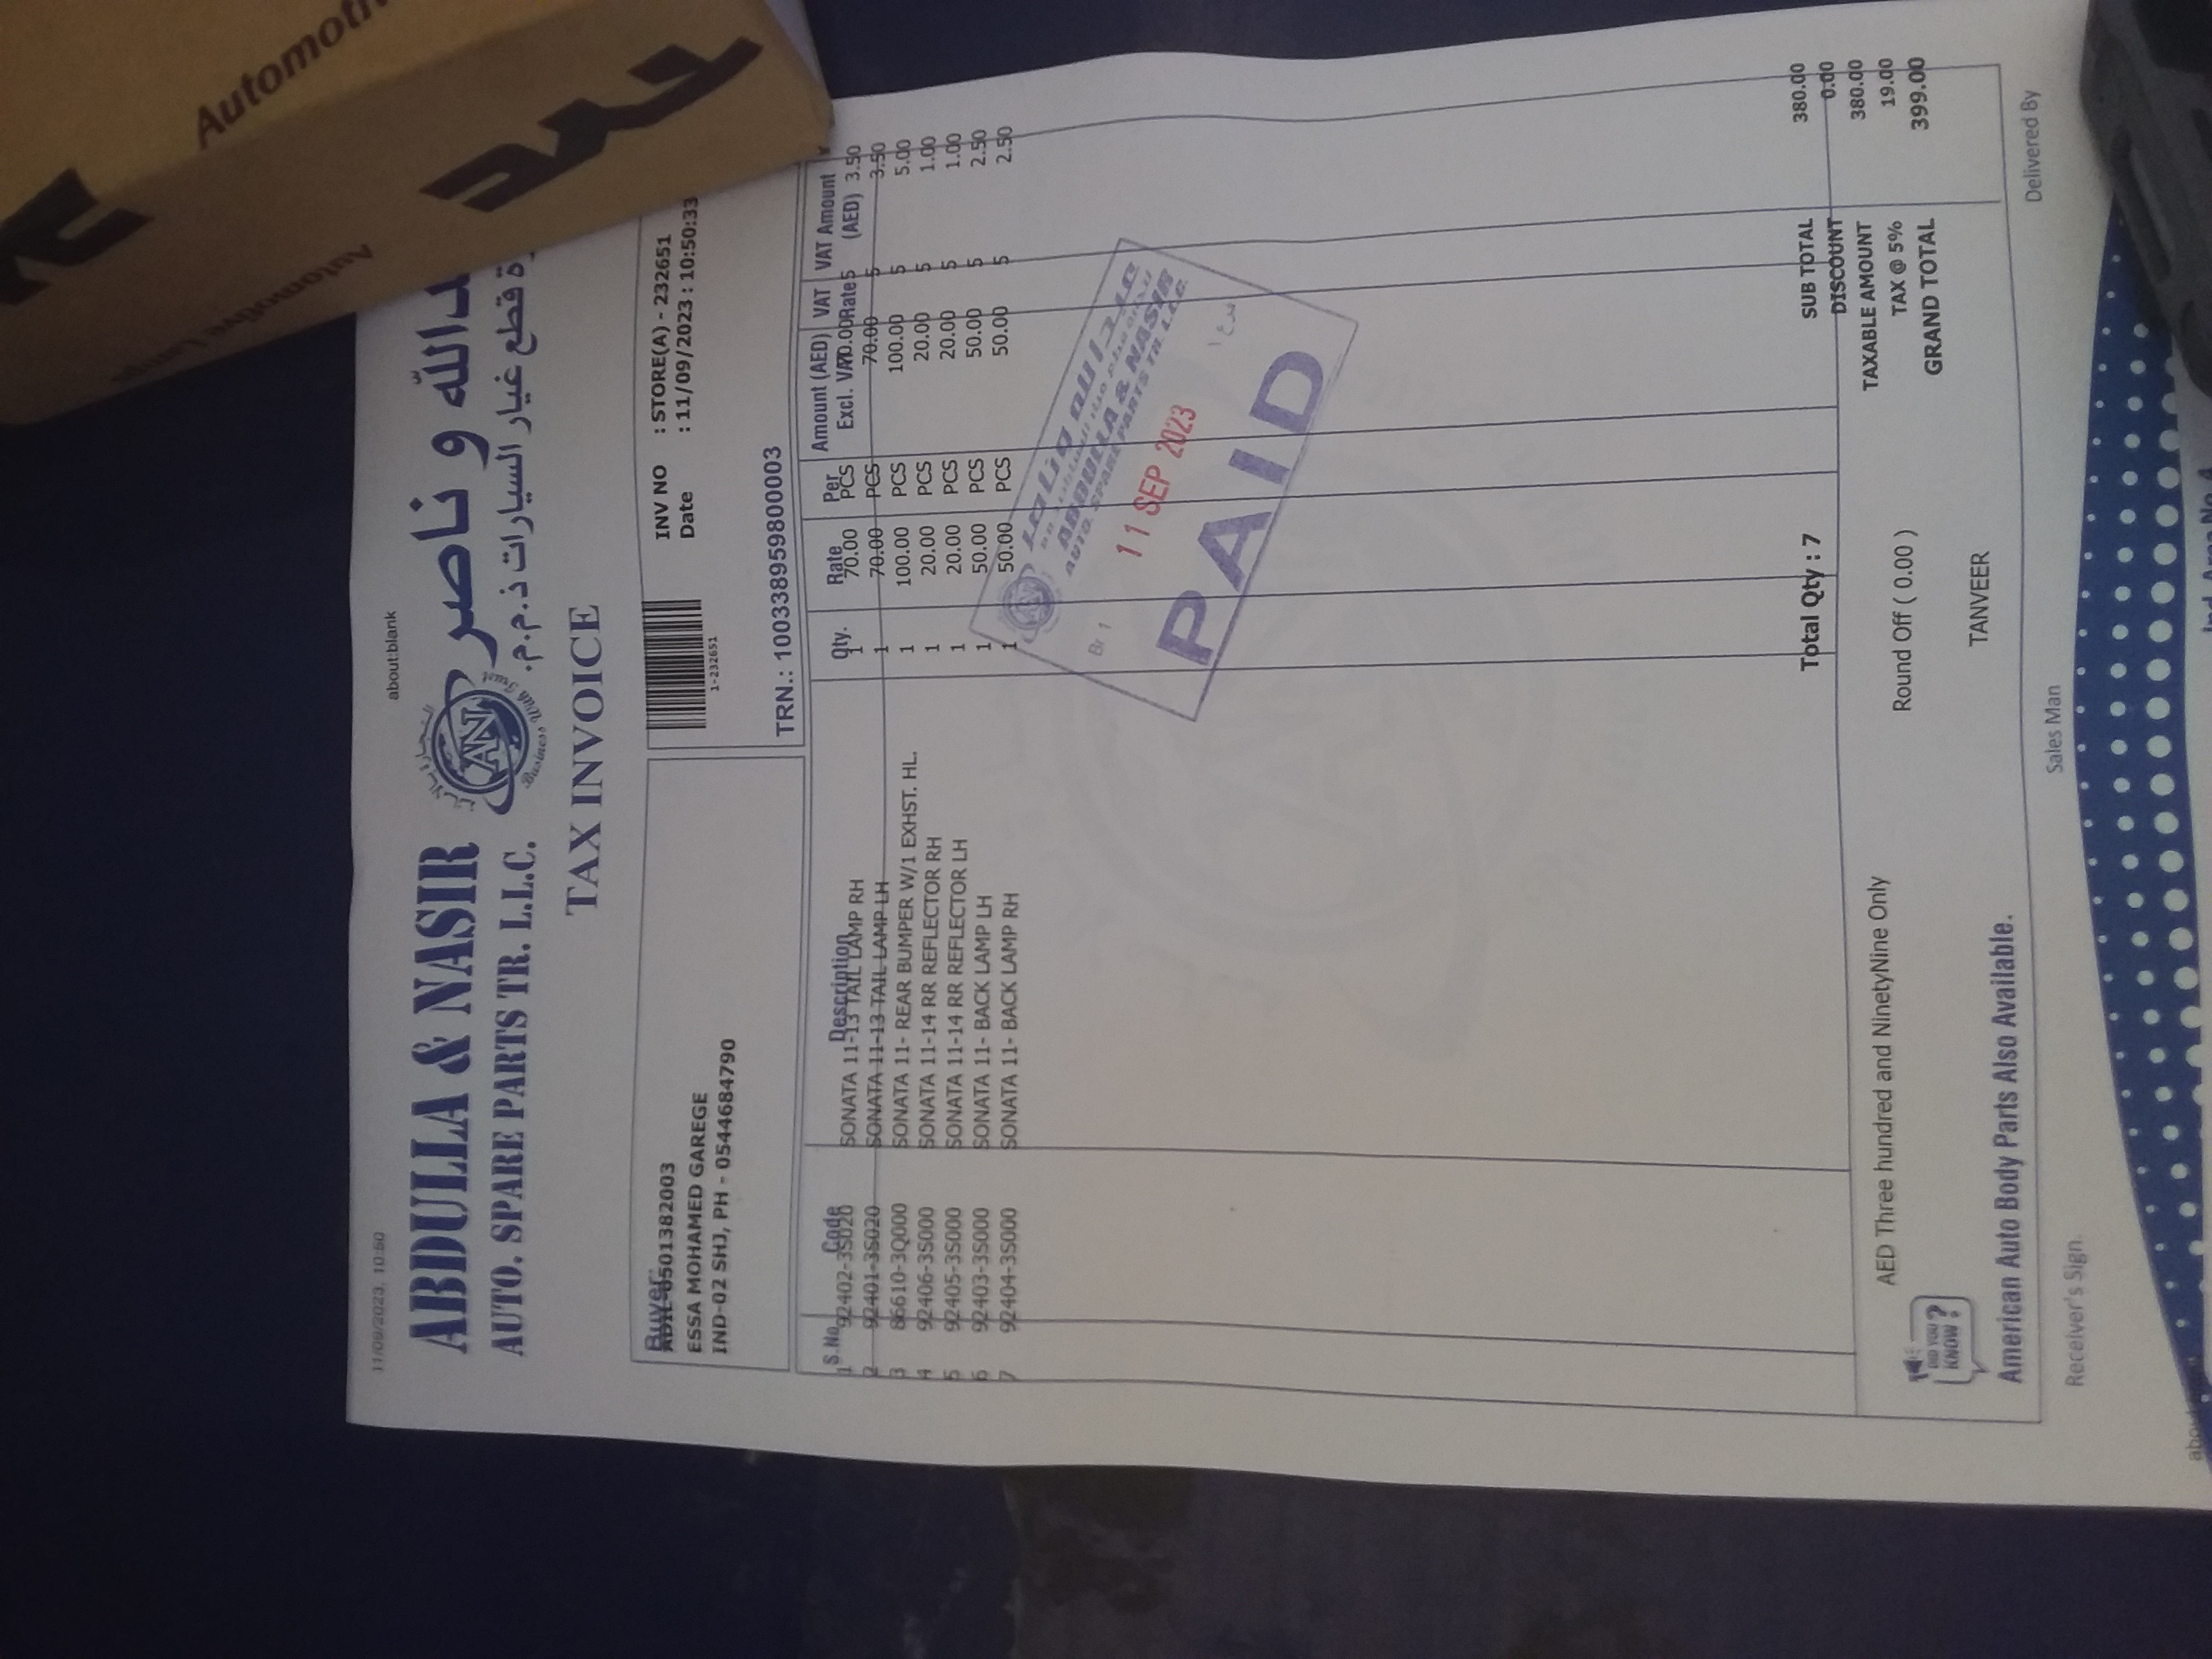 11/09/2023, 10:50
about:blank
ABDULLA & NASIR
AUTO. SPARE PARTS TR. L.L.C.
AN
Business With Trust
و ناصر
قطع غيار السيارات ذ.م.م.
TAX INVOICE
Buyer:
ADIL-0501382003
ESSA MOHAMED GAREGE
IND-02 SHJ, PH - 0544684790
1-232651
INV NO : STORE(A) - 232651
Date : 11/09/2023 : 10:50:33
TRN.: 100338959800003
S.No. Code Description Qty. Rate Per Amount (AED) Excl. VAT VAT Rate VAT Amount (AED)
1 92402-3S020 SONATA 11-13 TAIL LAMP RH 1 70.00 PCS 70.00 5 3.50
2 92401-3S020 SONATA 11-13 TAIL LAMP LH 1 70.00 PCS 70.00 5 3.50
3 86610-3Q000 SONATA 11- REAR BUMPER W/1 EXHST. HL. 1 100.00 PCS 100.00 5 5.00
4 92406-3S000 SONATA 11-14 RR REFLECTOR RH 1 20.00 PCS 20.00 5 1.00
5 92405-3S000 SONATA 11-14 RR REFLECTOR LH 1 20.00 PCS 20.00 5 1.00
6 92403-3S000 SONATA 11- BACK LAMP LH 1 50.00 PCS 50.00 5 2.50
7 92404-3S000 SONATA 11- BACK LAMP RH 1 50.00 PCS 50.00 5 2.50
ABDULLA & NASIR
AUTO. SPARE PARTS TR. L.L.C.
Br 1
11 SEP 2023
PAID
Total Qty : 7
SUB TOTAL 380.00
DISCOUNT 0.00
TAXABLE AMOUNT 380.00
TAX @ 5% 19.00
GRAND TOTAL 399.00
AED Three hundred and NinetyNine Only
Round Off ( 0.00 )
DID YOU KNOW ?
American Auto Body Parts Also Available.
TANVEER
Receiver's Sign.
Sales Man
Delivered By
Automotive